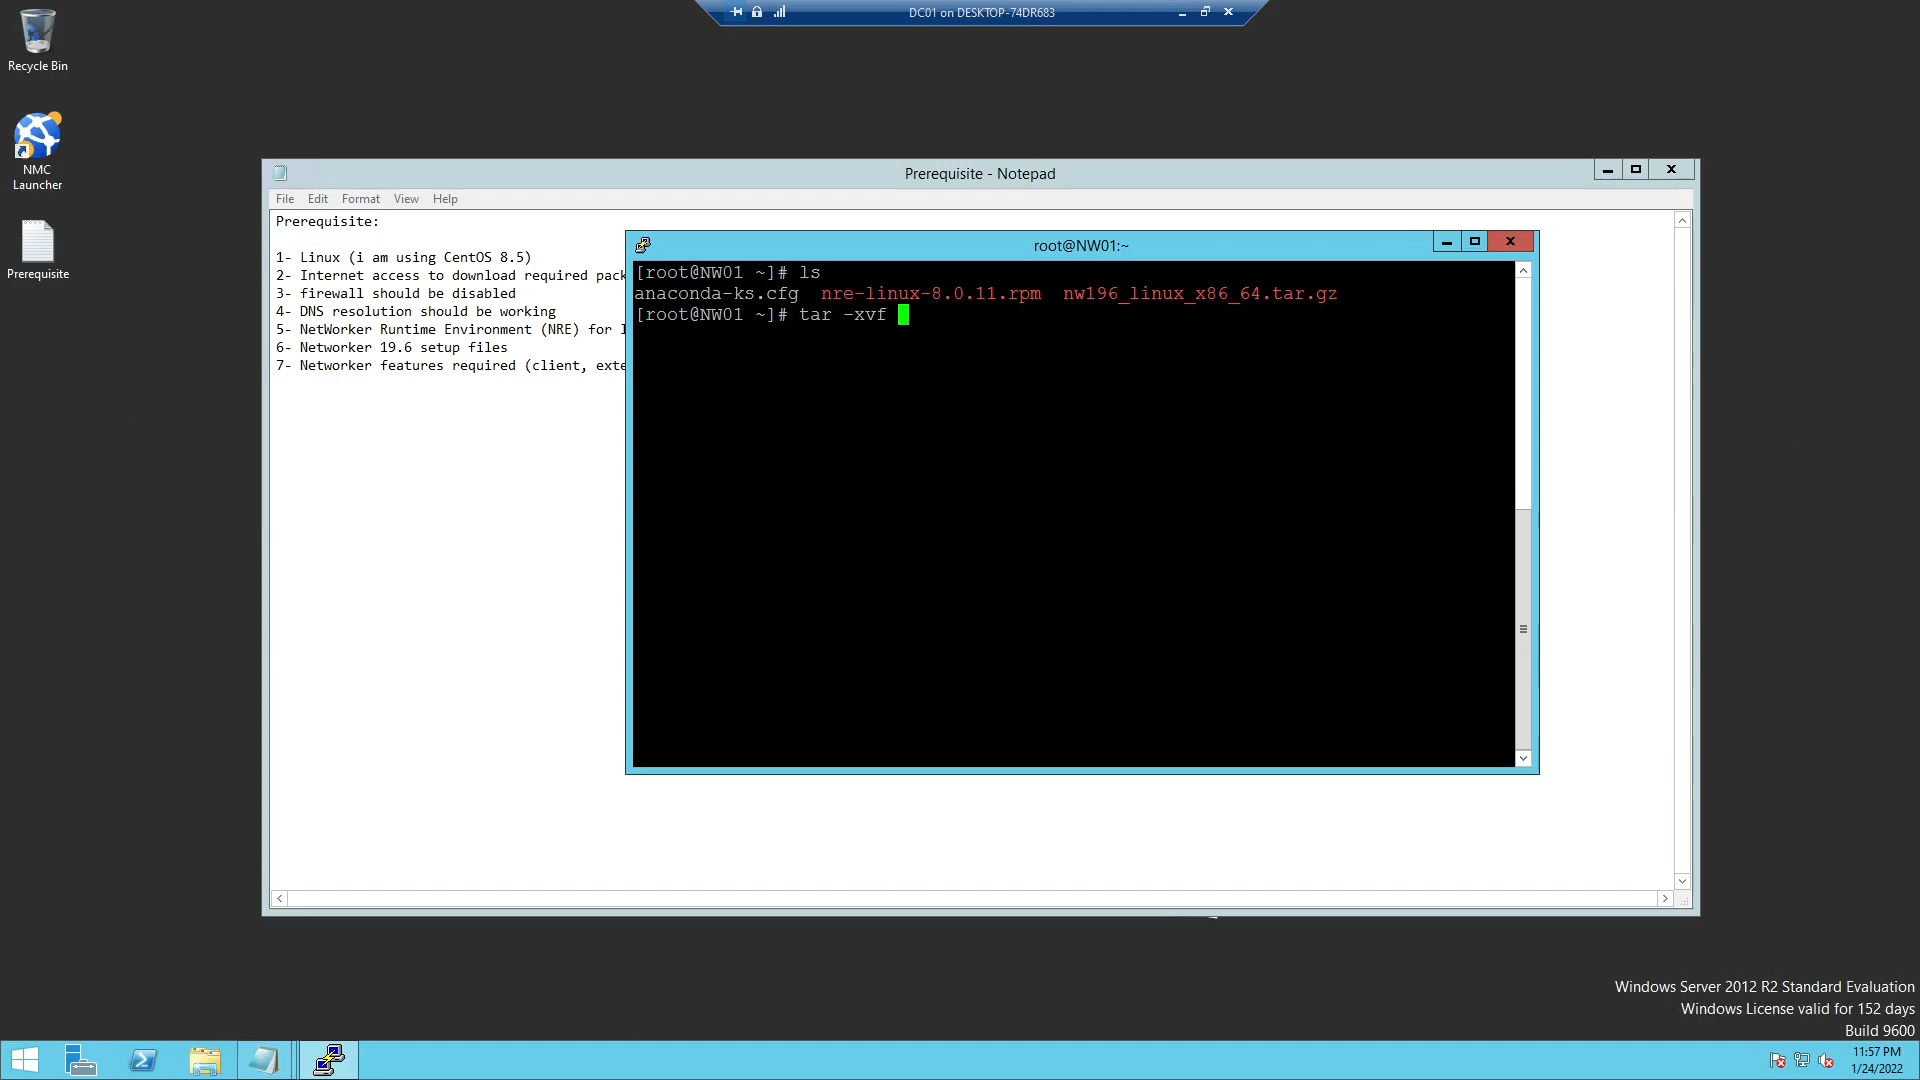 DC01 on DESKTOP-74DR683
Recycle Bin
NMC
Launcher
Prerequisite
Prerequisite - Notepad
File Edit Format View Help
Prerequisite:
1- Linux (i am using CentOS 8.5)
2- Internet access to download required pack
3- firewall should be disabled
4- DNS resolution should be working
5- NetWorker Runtime Environment (NRE) for
6- Networker 19.6 setup files
7- Networker features required (client, exte
root@NW01:~
[root@NW01 ~]# ls
anaconda-ks.cfg nre-linux-8.0.11.rpm nw196_linux_x86_64.tar.gz
[root@NW01 ~]# tar -xvf
Windows Server 2012 R2 Standard Evaluation
Windows License valid for 152 days
Build 9600
11:57 PM
1/24/2022